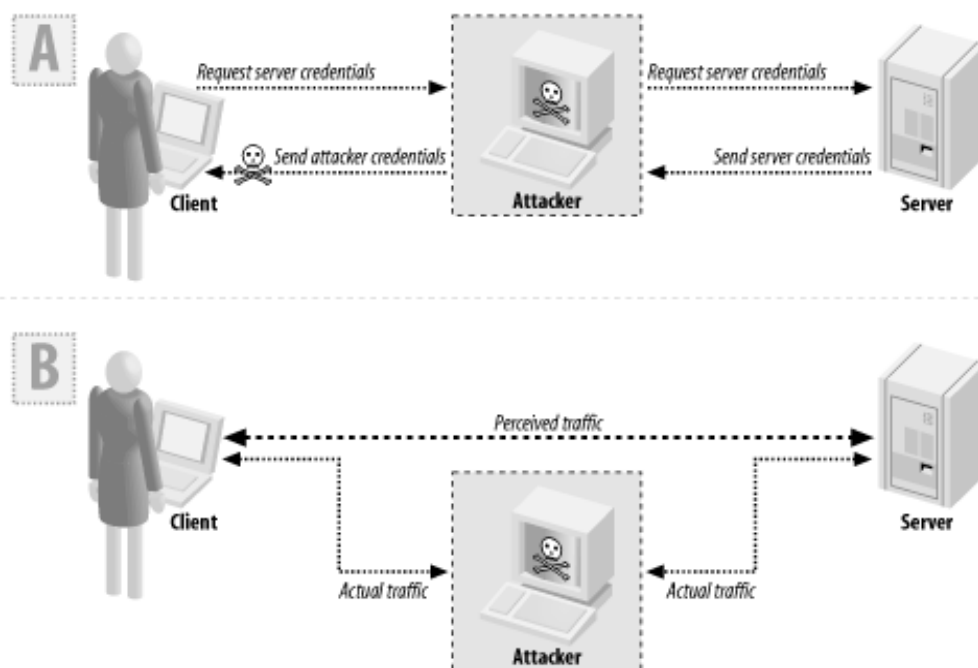 A
Request server credentials
Request server credentials
Send attacker credentials
Send server credentials
Client
Attacker
Server
B
Perceived traffic
Client
Server
Actual traffic
Actual traffic
Attacker